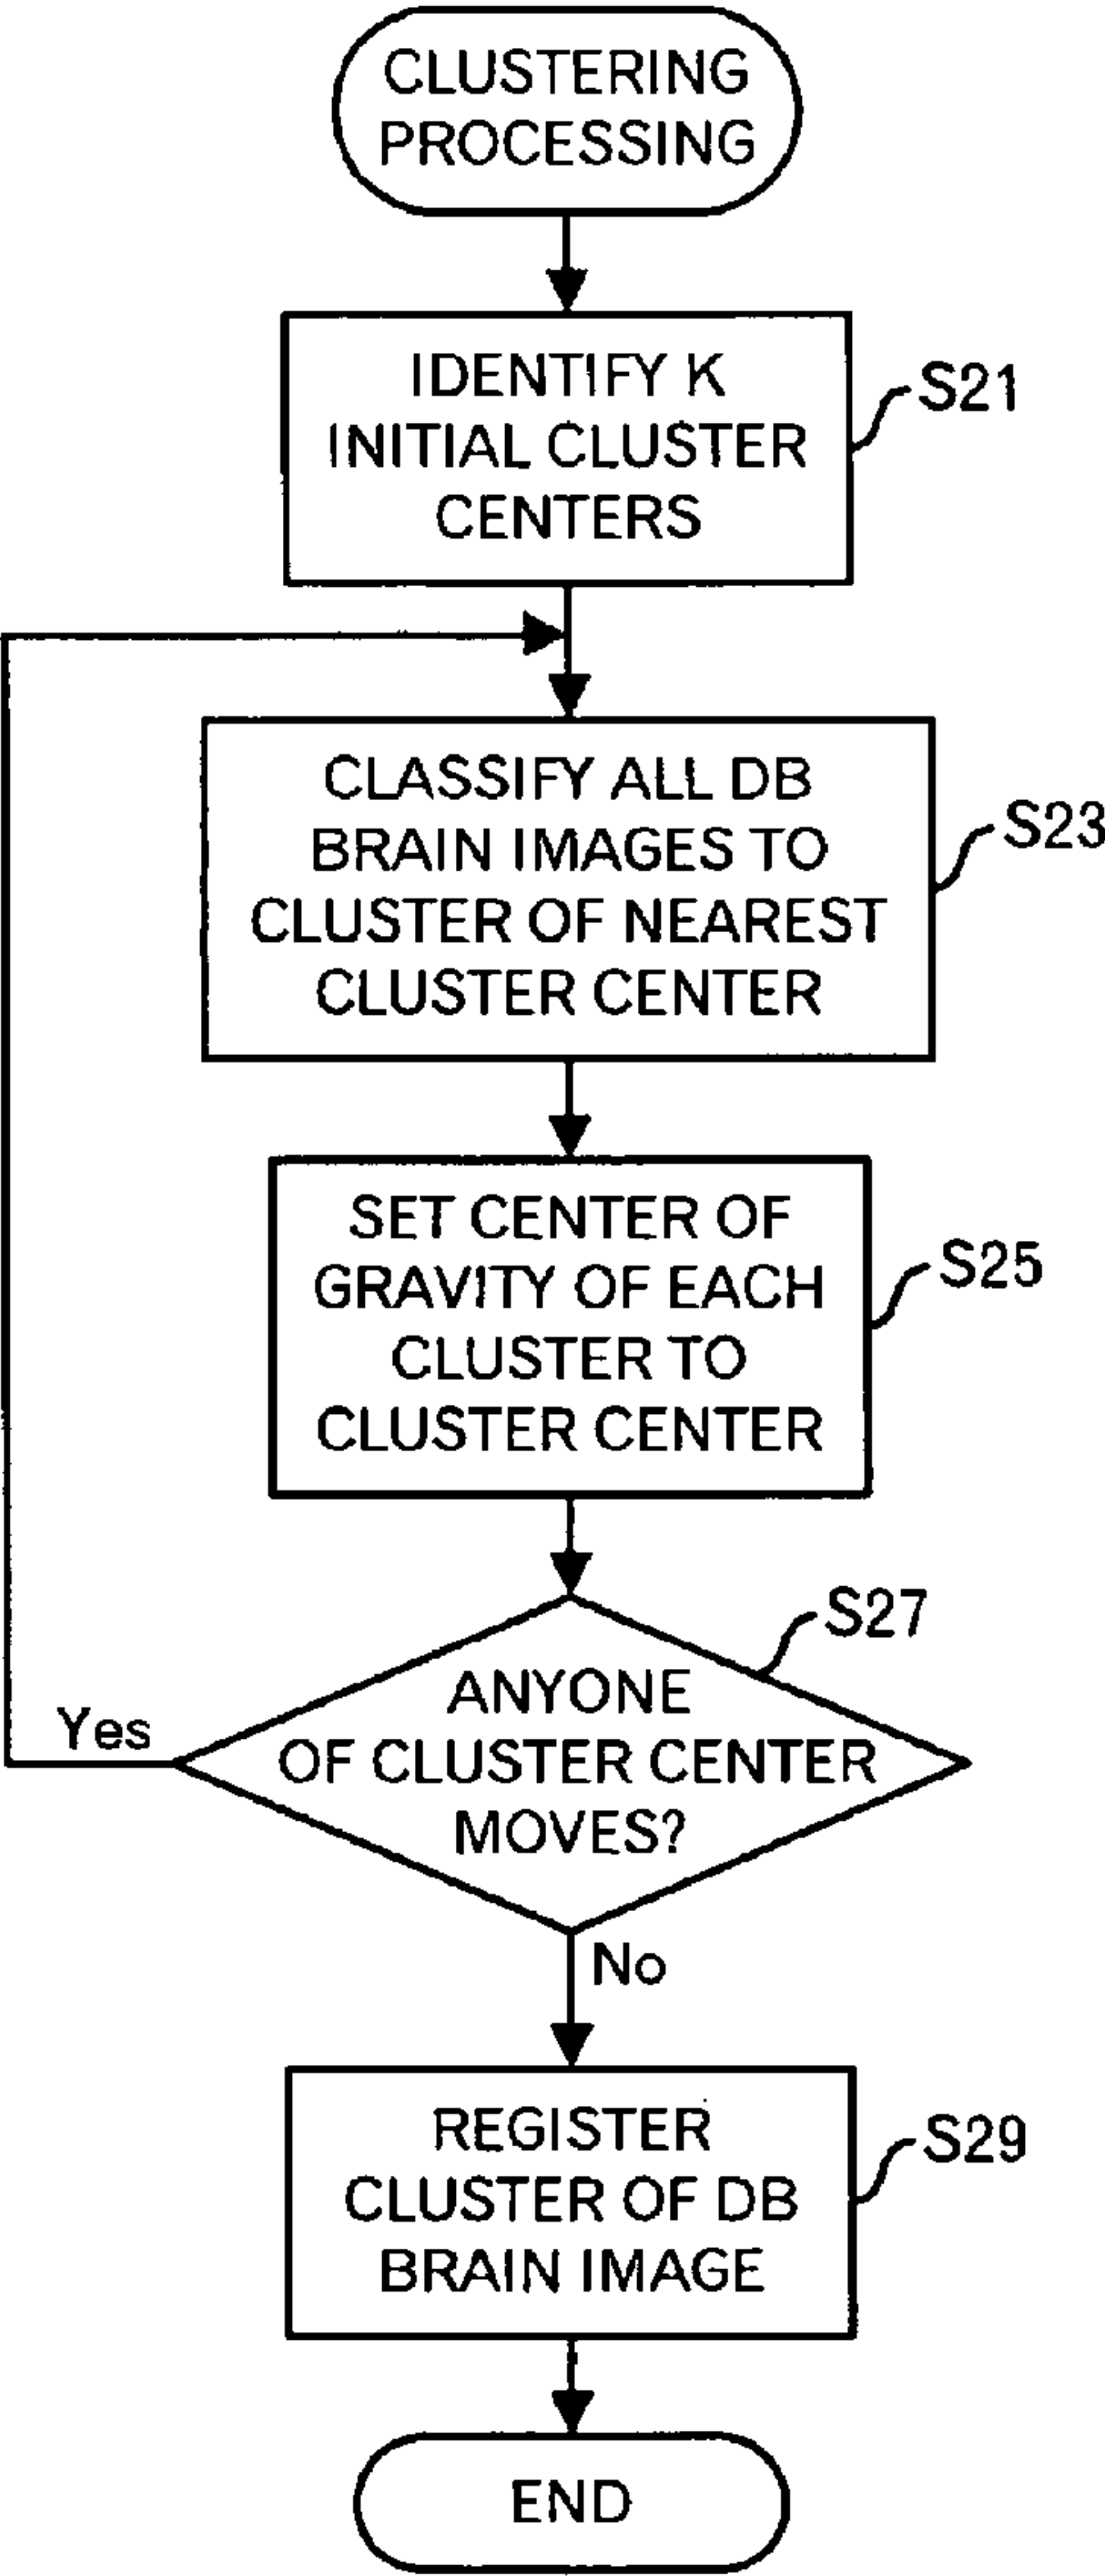 CLUSTERING
PROCESSING
IDENTIFY K
INITIAL CLUSTER
CENTERS
S21
CLASSIFY ALL DB
BRAIN IMAGES TO
CLUSTER OF NEAREST
CLUSTER CENTER
S23
SET CENTER OF
GRAVITY OF EACH
CLUSTER TO
CLUSTER CENTER
S25
ANYONE
OF CLUSTER CENTER
MOVES?
S27
Yes
No
REGISTER
CLUSTER OF DB
BRAIN IMAGE
S29
END